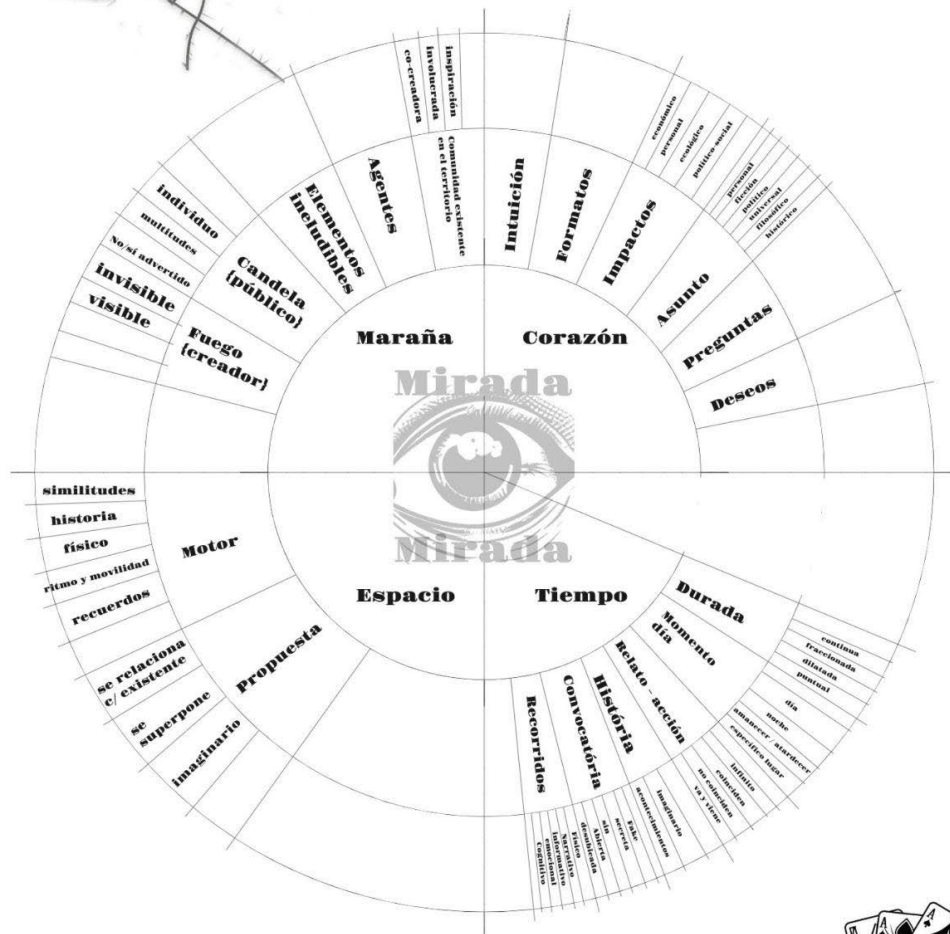 Mirada
Mirada
Maraña
Fuego
{creador}
Candela
{público}
Elementos
ineludibles
Agentes
Comunidad existente
en el territorio
visible
invisible
No/sí advertido
multitudes
individuo
co-creadora
involucrada
inspiración
Corazón
Intuición
Formatos
Impactos
Asunto
Preguntas
Deseos
económico
personal
ecológico
político-social
personal
ficción
político
universal
filosófico
histórico
Tiempo
Durada
Momento
día
Relato - acción
História
Convocatória
Recorridos
continua
fraccionada
dilatada
puntual
día
noche
amanecer / atardecer
específico lugar
infinito
coinciden
no coinciden
va y viene
imaginario
acontecimientos
Fake
secreta
sin
Abierta
desubicada
Físico
Narrativo
informativo
emocional
Cognitivo
Espacio
Motor
Propuesta
similitudes
historia
físico
ritmo y movilidad
recuerdos
se relaciona
c/ existente
se
superpone
imaginario
A
A